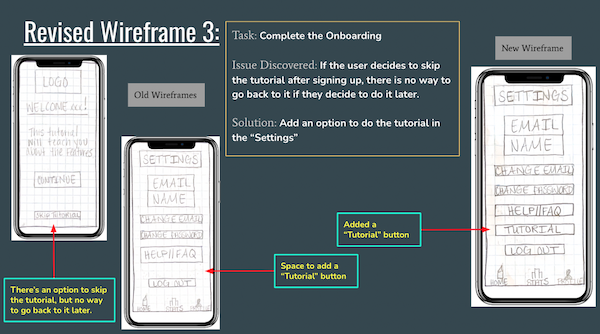 Revised Wireframe 3:
Task: Complete the Onboarding
Issue Discovered: If the user decides to skip
the tutorial after signing up, there is no way to
go back to it if they decide to do it later.
Solution: Add an option to do the tutorial in
the “Settings”
New Wireframe
Old Wireframes
LOGO
WELCOME
This tutorial
will teach you
about the features
CONTINUE
SKIP TUTORIAL
SETTINGS
EMAIL
NAME
CHANGE EMAIL
CHANGE PASSWORD
HELP//FAQ
LOG OUT
HOME STATS
SETTINGS
EMAIL
NAME
CHANGE EMAIL
CHANGE PASSWORD
HELP//FAQ
TUTORIAL
LOG OUT
HOME STATS
There’s an option to skip
the tutorial, but no way
to go back to it later.
Space to add a
“Tutorial” button
Added a
“Tutorial” button